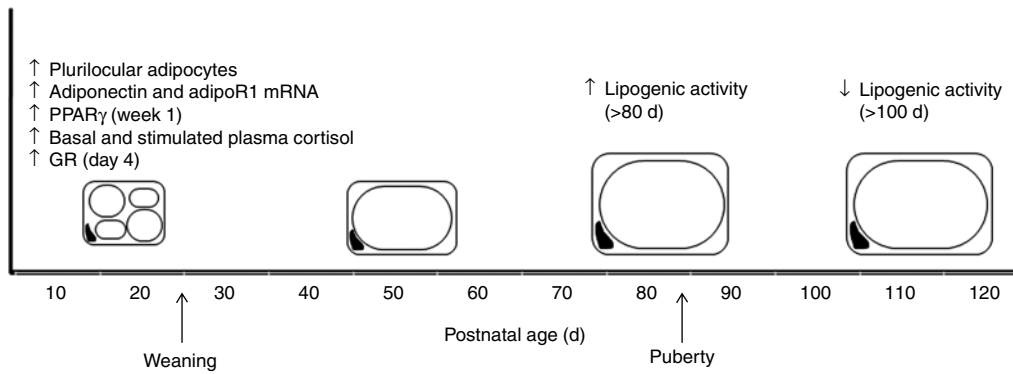 ↑ Plurilocular adipocytes
↑ Adiponectin and adipoR1 mRNA
↑ PPARγ (week 1)
↑ Basal and stimulated plasma cortisol
↑ GR (day 4)
↑ Lipogenic activity
(>80 d)
↓ Lipogenic activity
(>100 d)
10 20 30 40 50 60 70 80 90 100 110 120
Postnatal age (d)
Weaning
Puberty